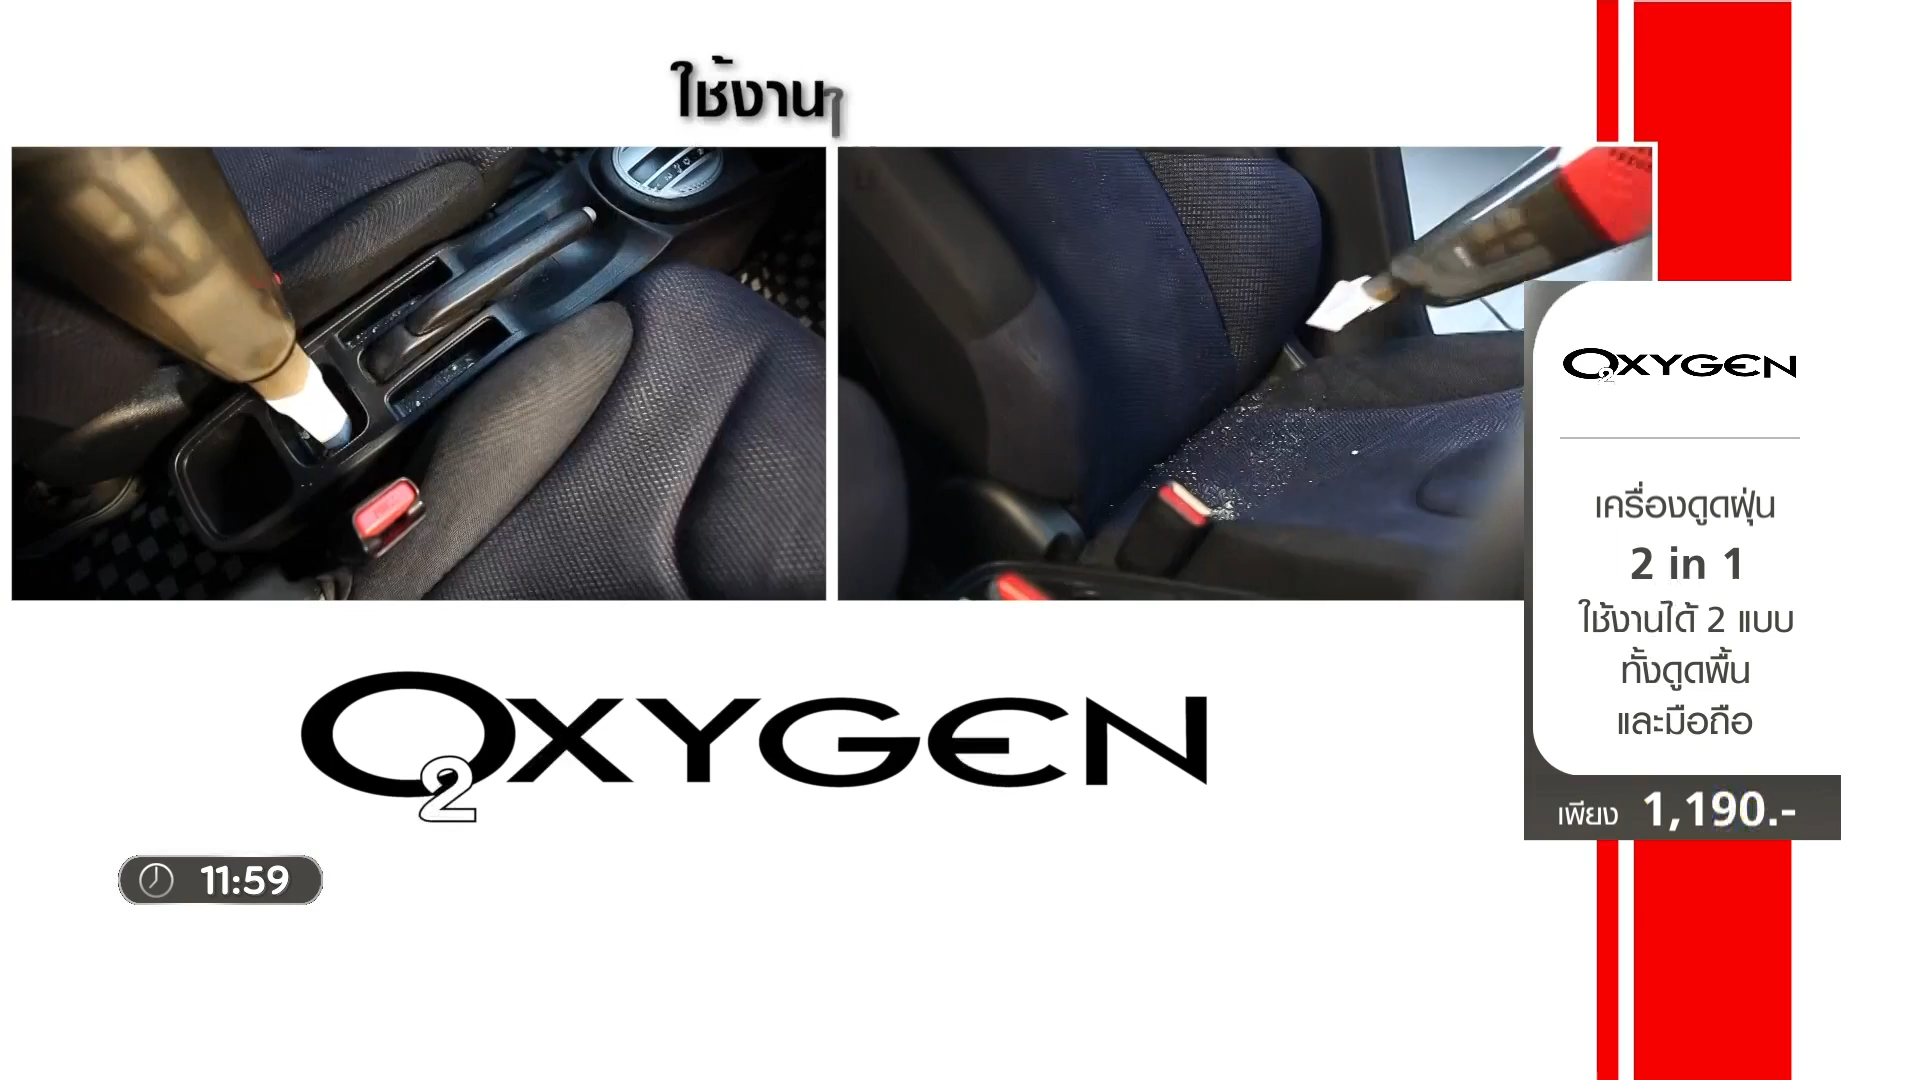 ใช้งาน
OXYGEN
2
เครื่องดูดฝุ่น
2 in 1
ใช้งานได้ 2 แบบ
ทั้งดูดพื้น
และมือถือ
เพียง 1,190.-
O2XYGEN
11:59